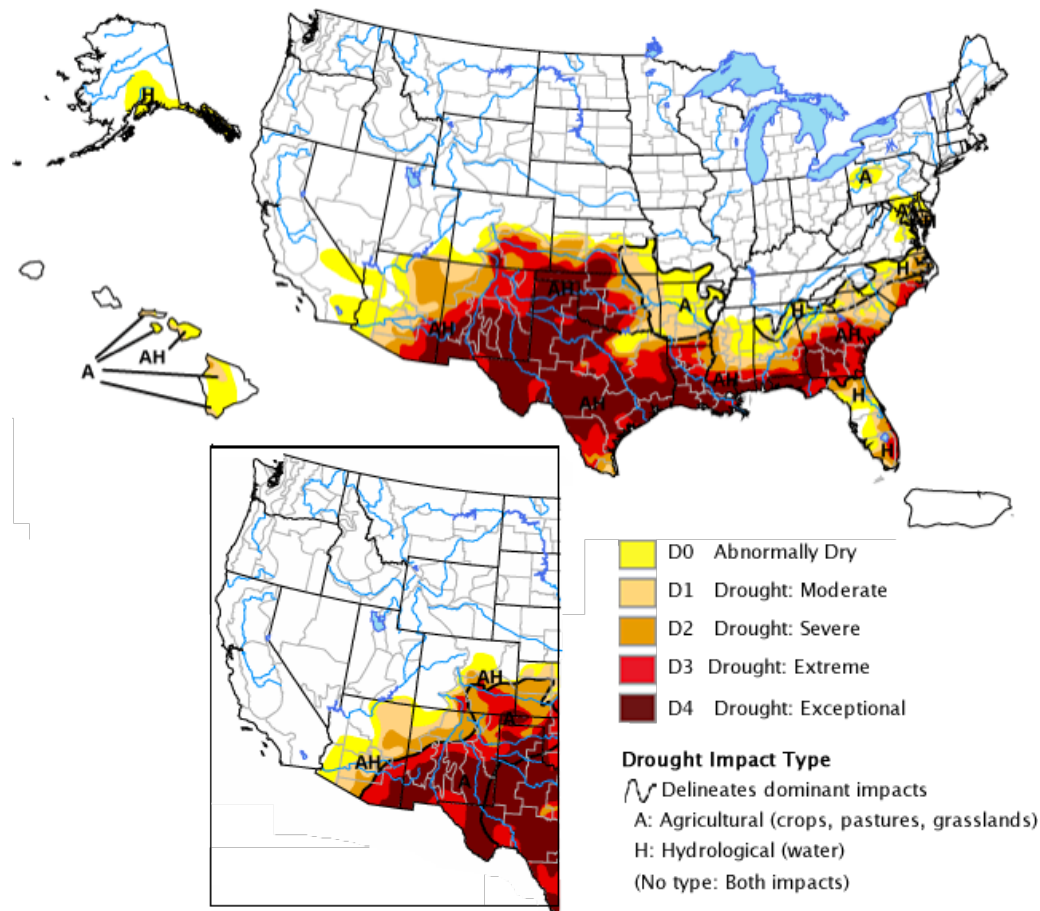 H
A
A
AH
H
AH
AH
A
H
AH
AH
AH
H
H
A
AH
AH
A
AH
A
D0 Abnormally Dry
D1 Drought: Moderate
D2 Drought: Severe
D3 Drought: Extreme
D4 Drought: Exceptional
Drought Impact Type
Delineates dominant impacts
A: Agricultural (crops, pastures, grasslands)
H: Hydrological (water)
(No type: Both impacts)